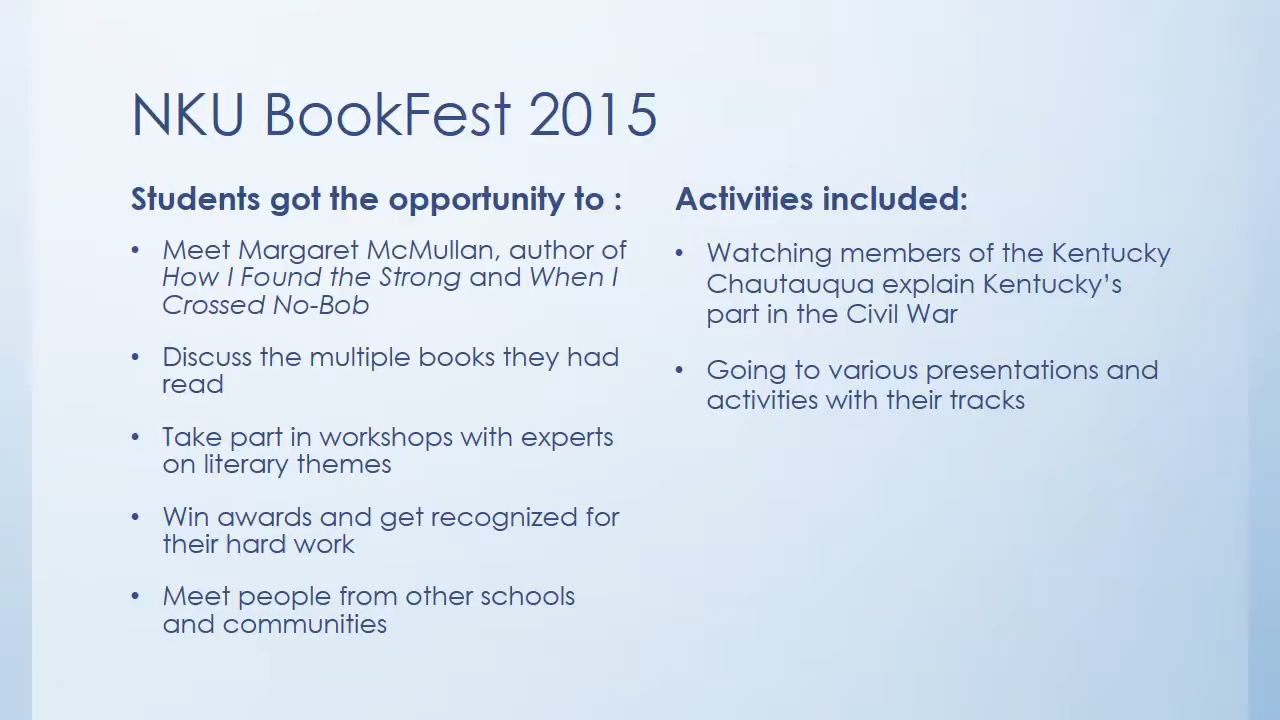 NKU BookFest 2015
Students got the opportunity to :
• Meet Margaret McMullan, author of
How I Found the Strong and When I
Crossed No-Bob
• Discuss the multiple books they had
read
• Take part in workshops with experts
on literary themes
• Win awards and get recognized for
their hard work
• Meet people from other schools
and communities
Activities included:
• Watching members of the Kentucky
Chautauqua explain Kentucky’s
part in the Civil War
• Going to various presentations and
activities with their tracks